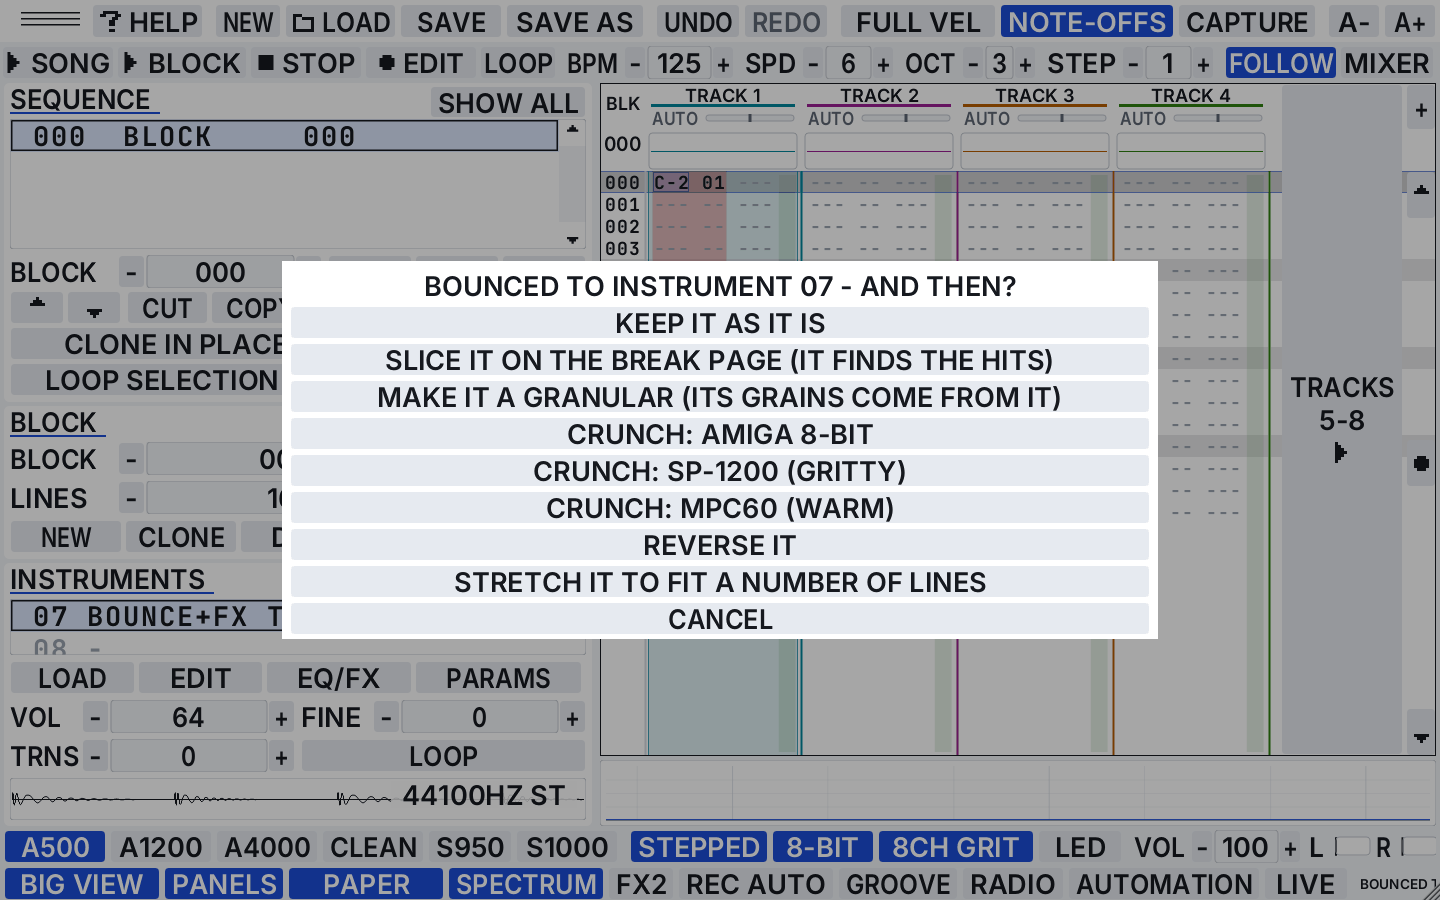 HELP NEW LOAD SAVE SAVE AS UNDO REDO FULL VEL NOTE-OFFS CAPTURE A- A+
SONG BLOCK STOP EDIT LOOP BPM - 125 + SPD - 6 + OCT - 3 + STEP - 1 + FOLLOW MIXER
SEQUENCE SHOW ALL
000 BLOCK 000
BLK TRACK 1 TRACK 2 TRACK 3 TRACK 4 +
AUTO AUTO AUTO AUTO
000
000 C-2 01 --- --- -- --- --- -- --- --- -- ---
001 --- -- --- --- -- --- --- -- --- --- -- ---
002 --- -- --- --- -- --- --- -- --- --- -- ---
003 --- -- --- --- -- --- --- -- --- --- -- ---
BLOCK - 000
CUT COPY
CLONE IN PLACE
LOOP SELECTION
BLOCK
BLOCK - 00
LINES - 1
NEW CLONE
INSTRUMENTS
07 BOUNCE+FX T
08 -
BOUNCED TO INSTRUMENT 07 - AND THEN?
KEEP IT AS IT IS
SLICE IT ON THE BREAK PAGE (IT FINDS THE HITS)
MAKE IT A GRANULAR (ITS GRAINS COME FROM IT)
CRUNCH: AMIGA 8-BIT
CRUNCH: SP-1200 (GRITTY)
CRUNCH: MPC60 (WARM)
REVERSE IT
STRETCH IT TO FIT A NUMBER OF LINES
CANCEL
TRACKS
5-8
LOAD EDIT EQ/FX PARAMS
VOL - 64 + FINE - 0 +
TRNS - 0 + LOOP
44100HZ ST
A500 A1200 A4000 CLEAN S950 S1000 STEPPED 8-BIT 8CH GRIT LED VOL - 100 + L R
BIG VIEW PANELS PAPER SPECTRUM FX2 REC AUTO GROOVE RADIO AUTOMATION LIVE BOUNCED